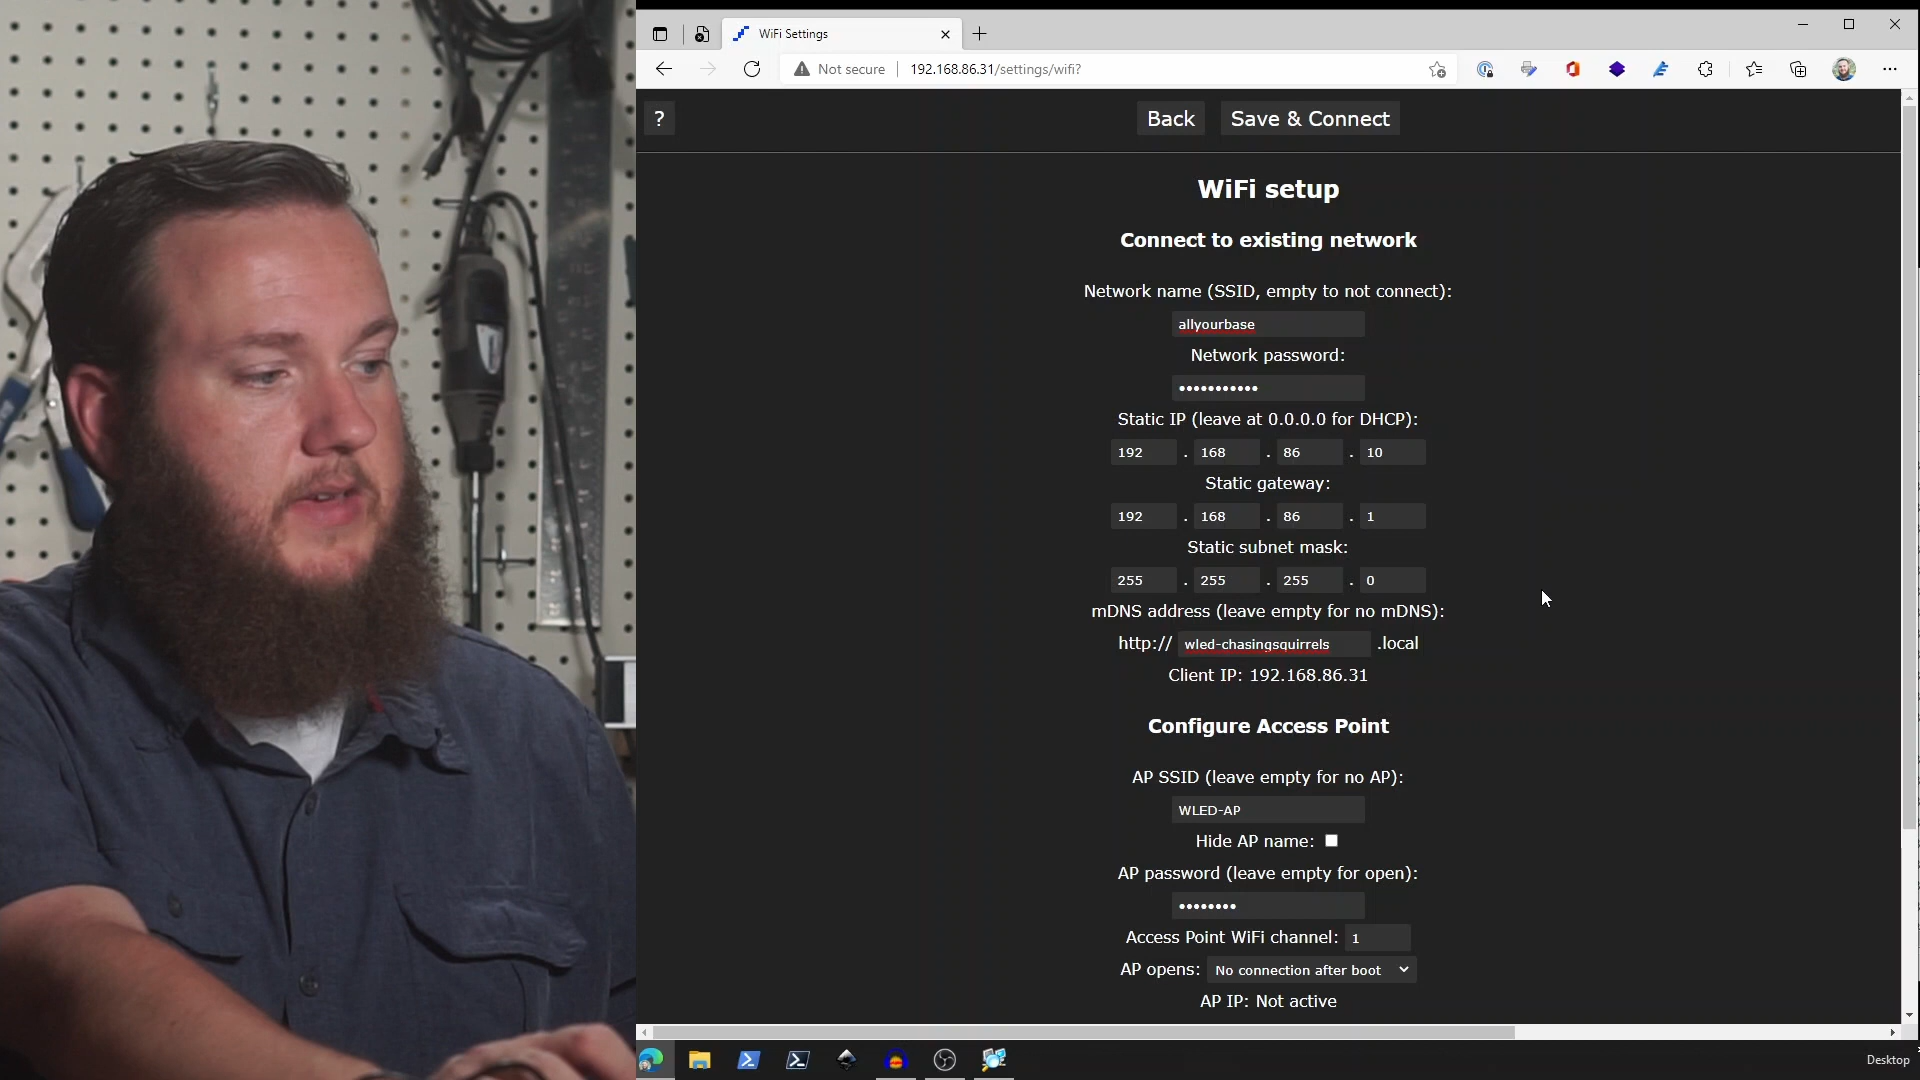 WiFi Settings
Not secure
192.168.86.31/settings/wifi?
?
Back
Save & Connect
WiFi setup
Connect to existing network
Network name (SSID, empty to not connect):
allyourbase
Network password:
•••••••••••
Static IP (leave at 0.0.0.0 for DHCP):
192 . 168 . 86 . 10
Static gateway:
192 . 168 . 86 . 1
Static subnet mask:
255 . 255 . 255 . 0
mDNS address (leave empty for no mDNS):
http:// wled-chasingsquirrels .local
Client IP: 192.168.86.31
Configure Access Point
AP SSID (leave empty for no AP):
WLED-AP
Hide AP name:
AP password (leave empty for open):
••••••••
Access Point WiFi channel: 1
AP opens: No connection after boot
AP IP: Not active
Desktop